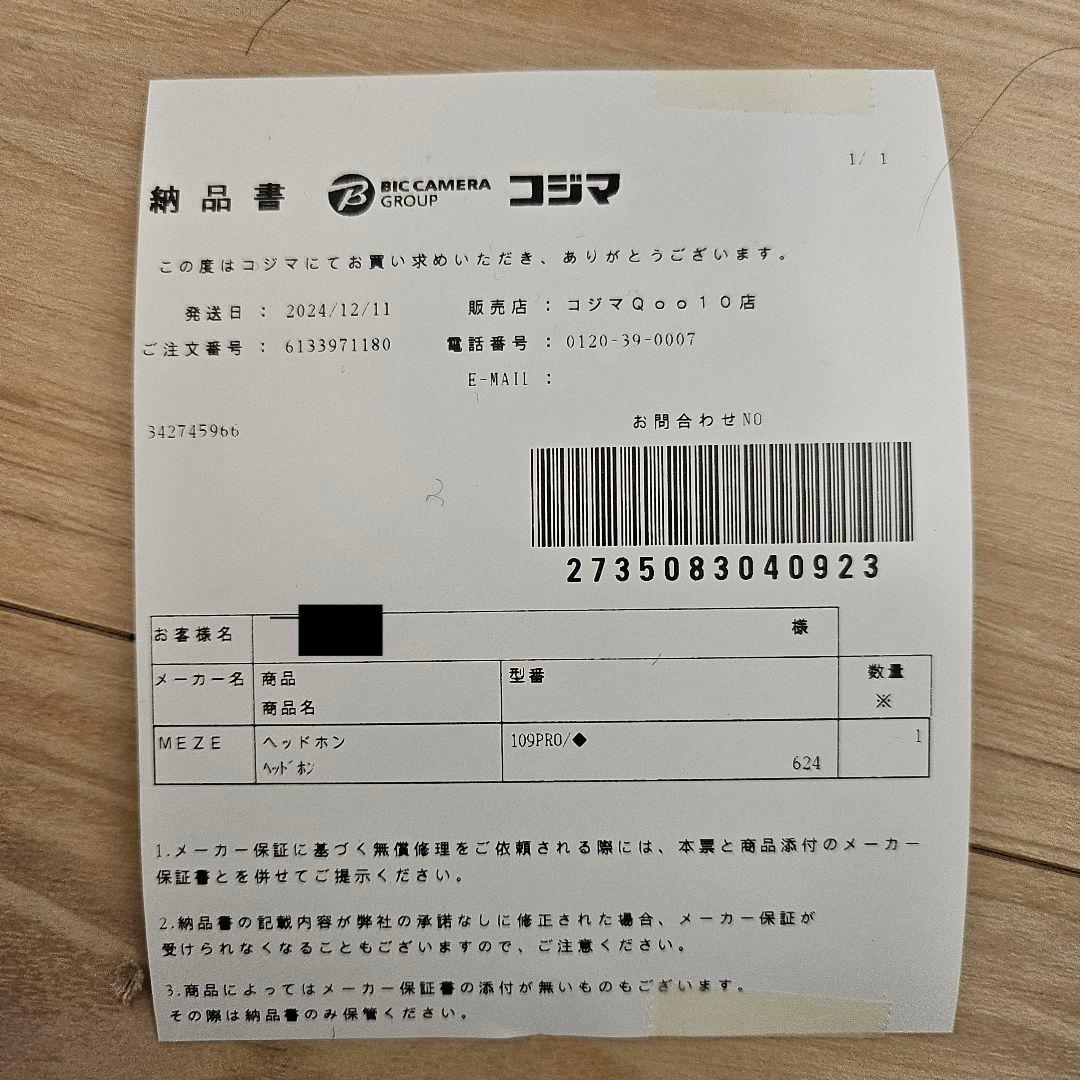 1/ 1
納品書 BIC CAMERA GROUP コジマ
この度はコジマにてお買い求めいただき、ありがとうございます。
発送日 : 2024/12/11 販売店 : コジマQoo10店
ご注文番号 : 6133971180 電話番号 : 0120-39-0007
E-MAIL :
342745966 お問合わせNO
2735083040923
お客様名 様
メーカー名 商品 型番 数量
商品名 ※
MEZE ヘッドホン 109PRO/◆ 1
ヘッドホン 624
1.メーカー保証に基づく無償修理をご依頼される際には、本票と商品添付のメーカー
保証書とを併せてご提示ください。
2.納品書の記載内容が弊社の承諾なしに修正された場合、メーカー保証が
受けられなくなることもございますので、ご注意ください。
3.商品によってはメーカー保証書の添付が無いものもございます。
その際は納品書のみ保管ください。